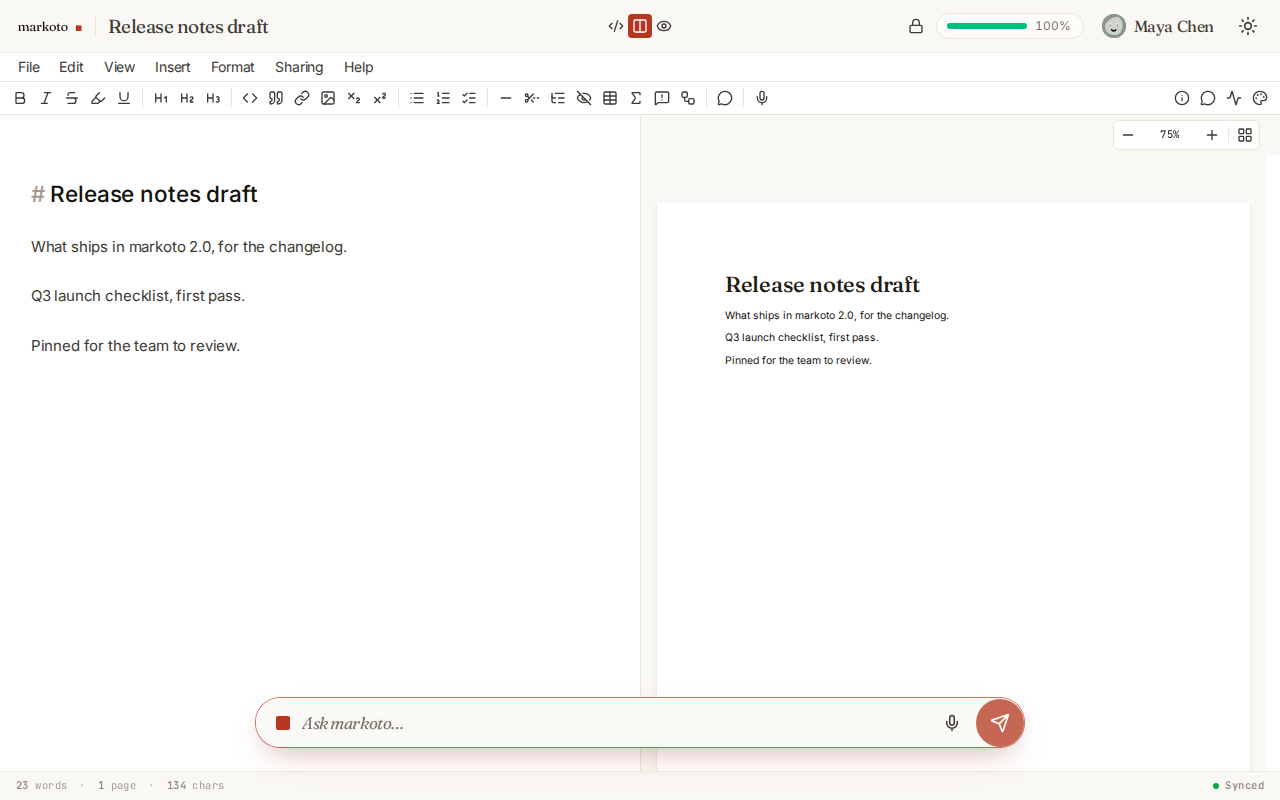 markoto
Release notes draft
100%
Maya Chen
File Edit View Insert Format Sharing Help
H1 H2 H3
75%
# Release notes draft
What ships in markoto 2.0, for the changelog.
Q3 launch checklist, first pass.
Pinned for the team to review.
Release notes draft
What ships in markoto 2.0, for the changelog.
Q3 launch checklist, first pass.
Pinned for the team to review.
Ask markoto...
23 words · 1 page · 134 chars
Synced